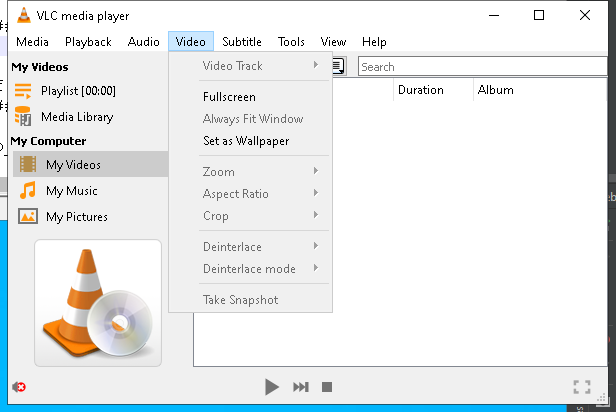 VLC media player
Media Playback Audio Video Subtitle Tools View Help
My Videos
Playlist [00:00]
Media Library
My Computer
My Videos
My Music
My Pictures
Video Track
Fullscreen
Always Fit Window
Set as Wallpaper
Zoom
Aspect Ratio
Crop
Deinterlace
Deinterlace mode
Take Snapshot
Search
Duration Album